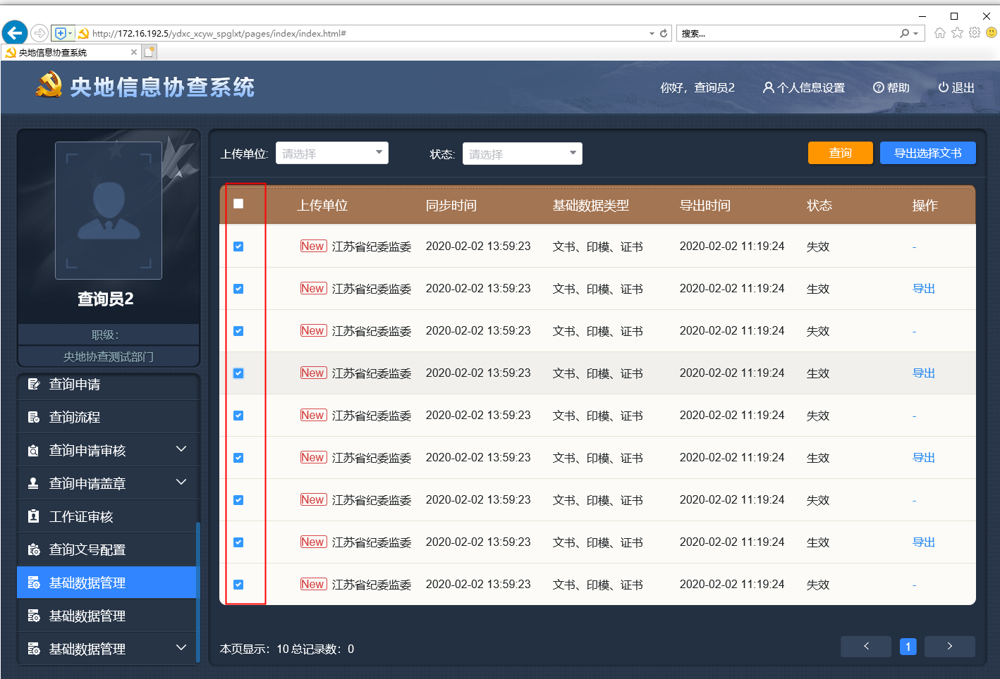 http://172.16.192.5/ydxc_xcyw_spglxt/pages/index/index.html#
搜索...
央地信息协查系统
央地信息协查系统
你好，查询员2 个人信息设置 帮助 退出
查询员2
职级：
央地协查测试部门
查询申请
查询流程
查询申请审核
查询申请盖章
工作证审核
查询文号配置
基础数据管理
基础数据管理
基础数据管理
上传单位: 请选择 状态: 请选择 查询 导出选择文书
上传单位 同步时间 基础数据类型 导出时间 状态 操作
New 江苏省纪委监委 2020-02-02 13:59:23 文书、印模、证书 2020-02-02 11:19:24 失效 -
New 江苏省纪委监委 2020-02-02 13:59:23 文书、印模、证书 2020-02-02 11:19:24 生效 导出
New 江苏省纪委监委 2020-02-02 13:59:23 文书、印模、证书 2020-02-02 11:19:24 失效 -
New 江苏省纪委监委 2020-02-02 13:59:23 文书、印模、证书 2020-02-02 11:19:24 生效 导出
New 江苏省纪委监委 2020-02-02 13:59:23 文书、印模、证书 2020-02-02 11:19:24 失效 -
New 江苏省纪委监委 2020-02-02 13:59:23 文书、印模、证书 2020-02-02 11:19:24 生效 导出
New 江苏省纪委监委 2020-02-02 13:59:23 文书、印模、证书 2020-02-02 11:19:24 失效 -
New 江苏省纪委监委 2020-02-02 13:59:23 文书、印模、证书 2020-02-02 11:19:24 生效 导出
New 江苏省纪委监委 2020-02-02 13:59:23 文书、印模、证书 2020-02-02 11:19:24 失效 -
本页显示：10 总记录数：0 < 1 >